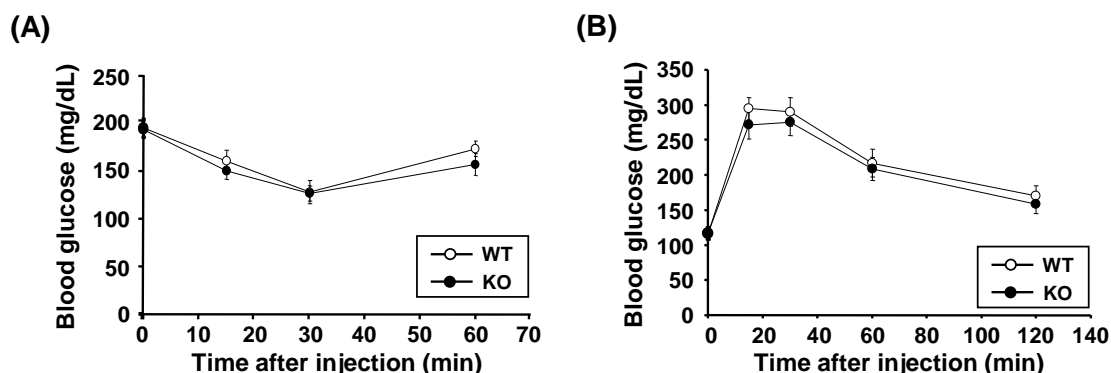 (A)
Blood glucose (mg/dL)
250
200
150
100
50
0
WT
KO
0 10 20 30 40 50 60 70
Time after injection (min)
(B)
Blood glucose (mg/dL)
350
300
250
200
150
100
50
0
WT
KO
0 20 40 60 80 100 120 140
Time after injection (min)